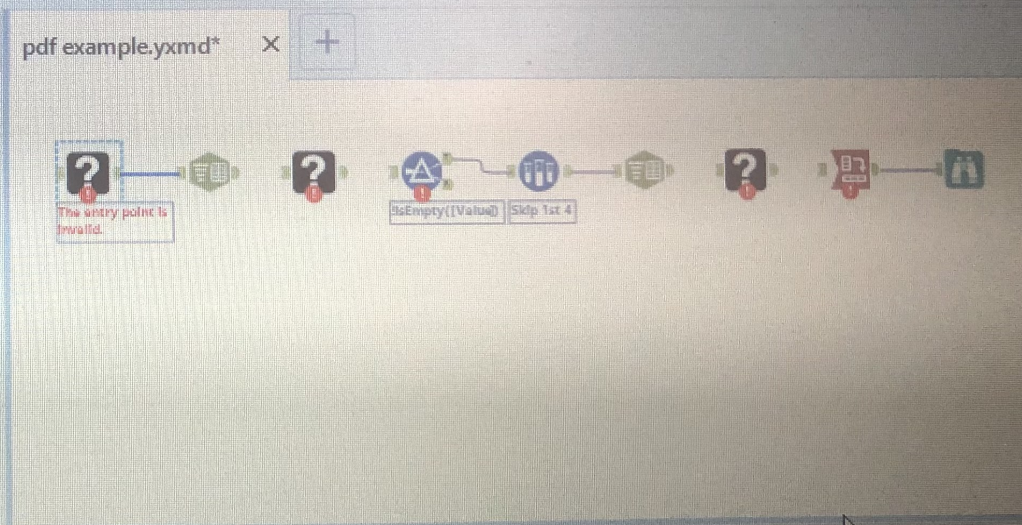 pdf example.yxmd*
The entry point is
invalid.
!IsEmpty([Value])
Skip 1st 4